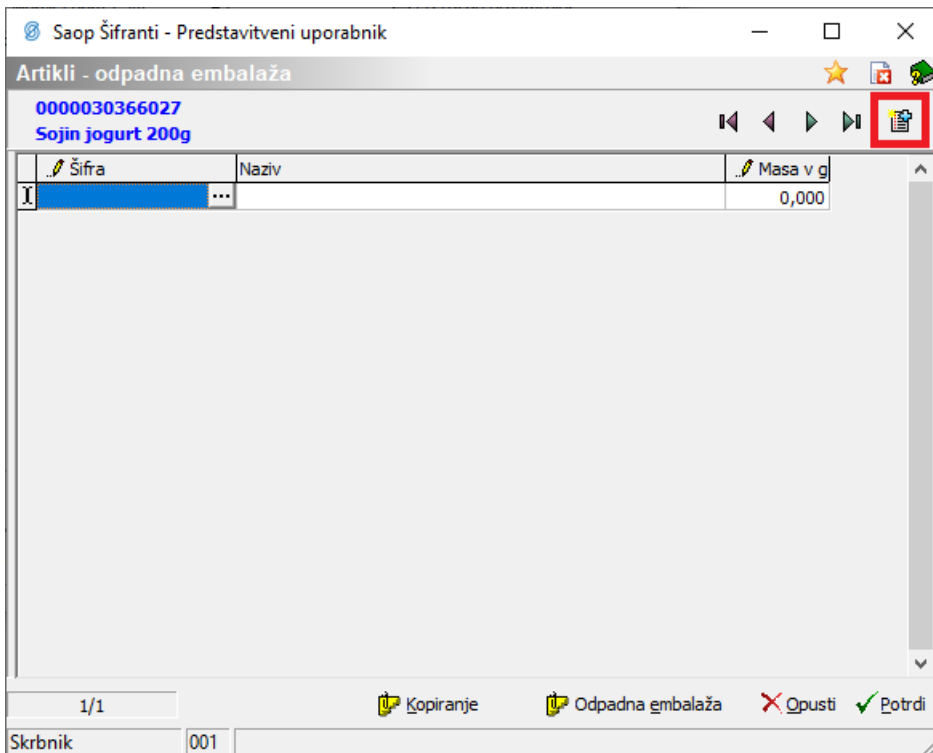 Saop Šifranti - Predstavitveni uporabnik
Artikli - odpadna embalaža
0000030366027
Sojin jogurt 200g
Šifra Naziv Masa v g
... 0,000
1/1 Kopiranje Odpadna embalaža Opusti Potrdi
Skrbnik 001